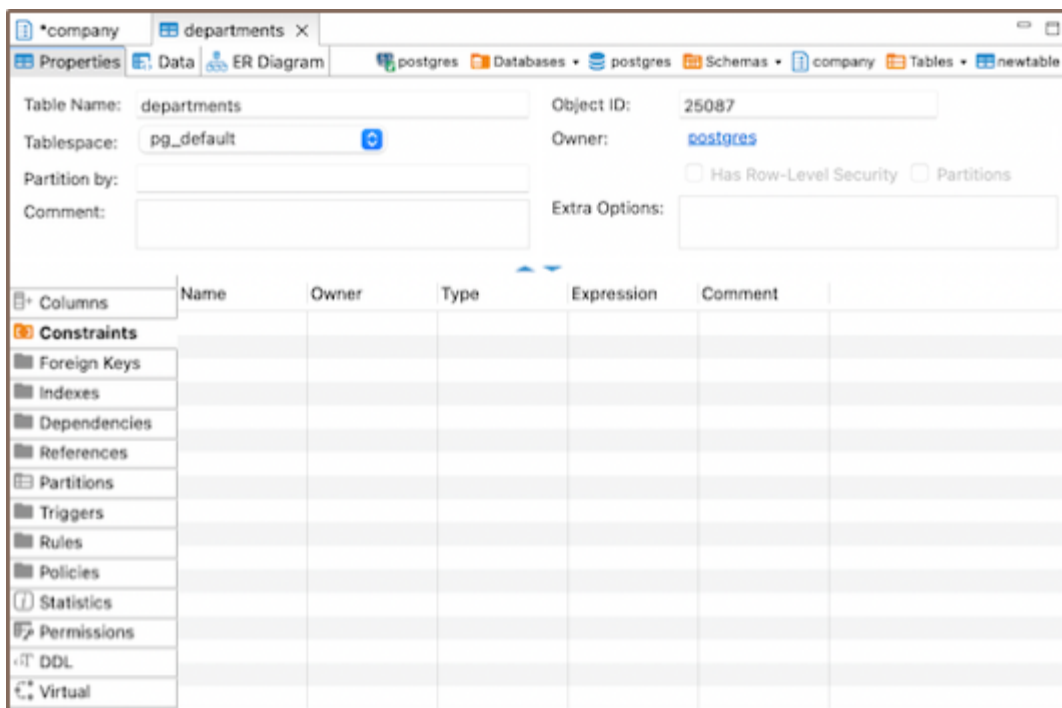 *company departments
Properties Data ER Diagram postgres Databases postgres Schemas company Tables newtable
Table Name: departments Object ID: 25087
Tablespace: pg_default Owner: postgres
Partition by: Has Row-Level Security Partitions
Comment: Extra Options:
Name Owner Type Expression Comment
Columns
Constraints
Foreign Keys
Indexes
Dependencies
References
Partitions
Triggers
Rules
Policies
Statistics
Permissions
DDL
Virtual